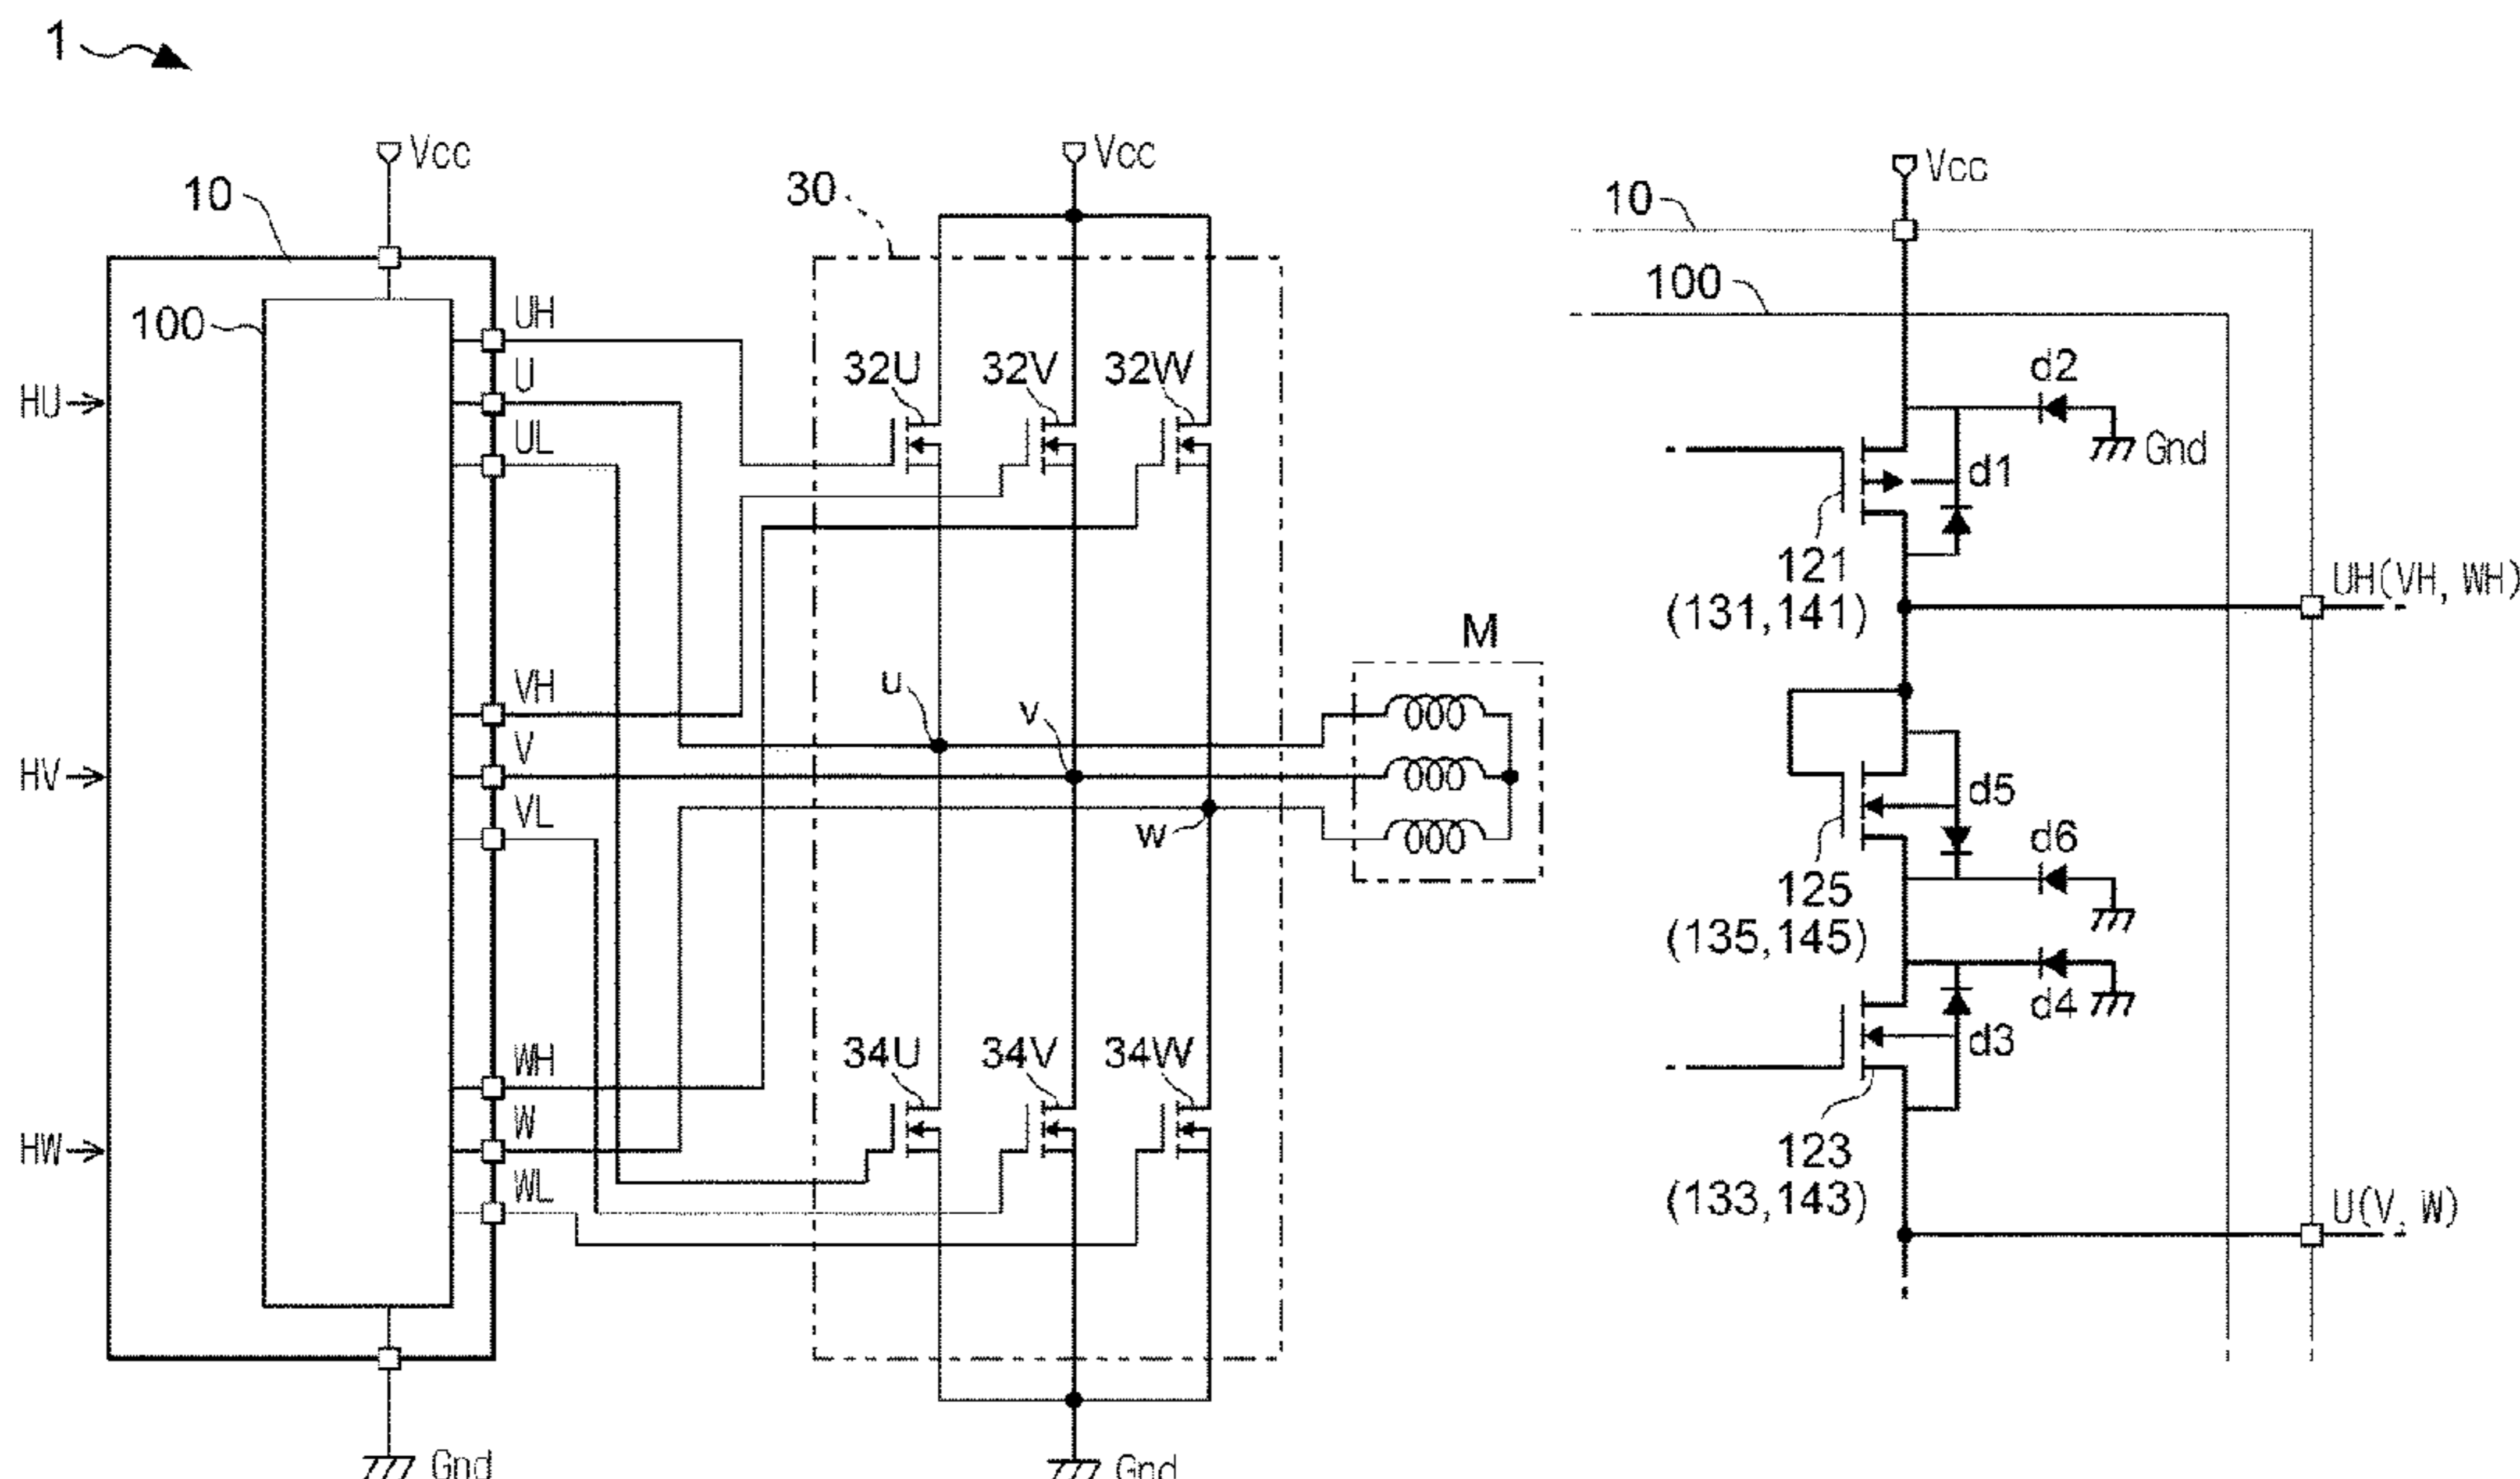 1
Vcc
10
100
UH
U
UL
HU
VH
V
VL
HV
WH
W
WL
HW
Gnd
30
Vcc
32U
32V
32W
u
v
w
M
34U
34V
34W
Gnd
10
Vcc
100
d2
Gnd
d1
121
(131,141)
UH(VH, WH)
d5
d6
125
(135,145)
d4
d3
123
(133,143)
U(V, W)